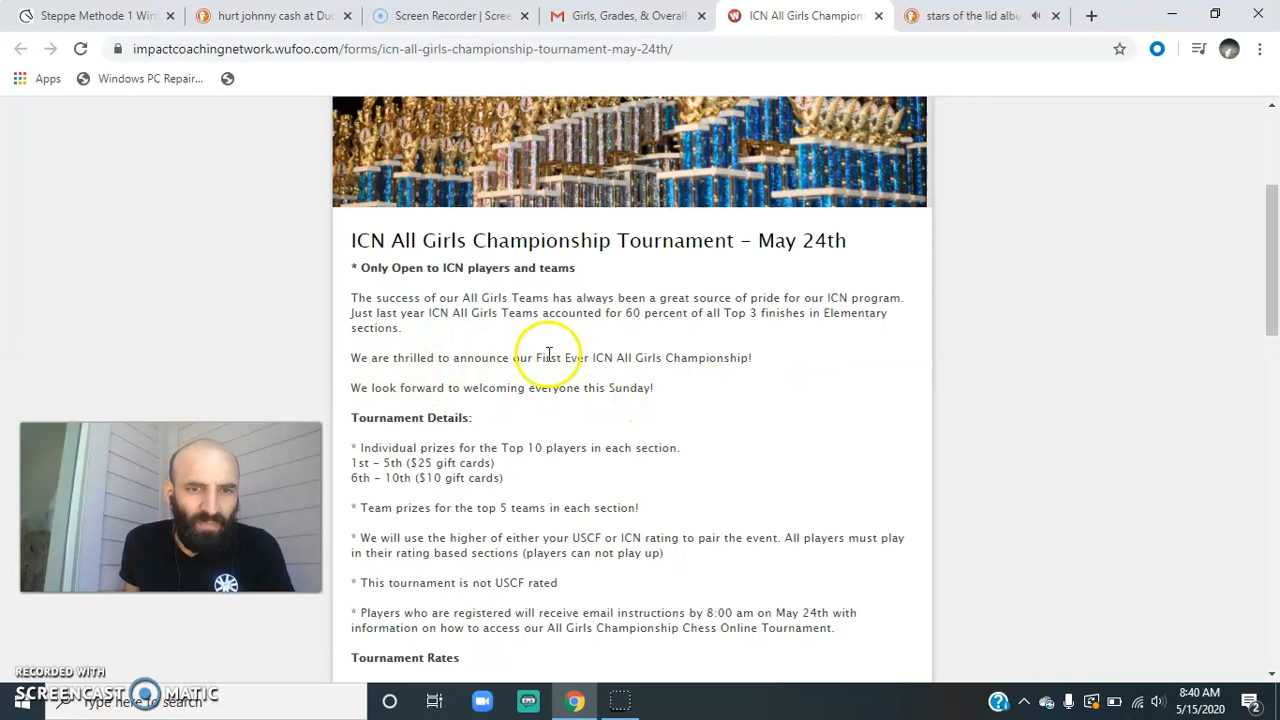 Steppe Methode 1 Wirl
hurt johnny cash at Duc
Screen Recorder | Scree
Girls, Grades, & Overall
ICN All Girls Champion
stars of the lid albu
impactcoachingnetwork.wufoo.com/forms/icn-all-girls-championship-tournament-may-24th/
Apps
Windows PC Repair...
ICN All Girls Championship Tournament - May 24th
* Only Open to ICN players and teams
The success of our All Girls Teams has always been a great source of pride for our ICN program.
Just last year ICN All Girls Teams accounted for 60 percent of all Top 3 finishes in Elementary
sections.
We are thrilled to announce our First Ever ICN All Girls Championship!
We look forward to welcoming everyone this Sunday!
Tournament Details:
* Individual prizes for the Top 10 players in each section.
1st - 5th ($25 gift cards)
6th - 10th ($10 gift cards)
* Team prizes for the top 5 teams in each section!
* We will use the higher of either your USCF or ICN rating to pair the event. All players must play
in their rating based sections (players can not play up)
* This tournament is not USCF rated
* Players who are registered will receive email instructions by 8:00 am on May 24th with
information on how to access our All Girls Championship Chess Online Tournament.
Tournament Rates
RECORDED WITH
SCREENCAST MATIC
Type here to search
8:40 AM
5/15/2020
2